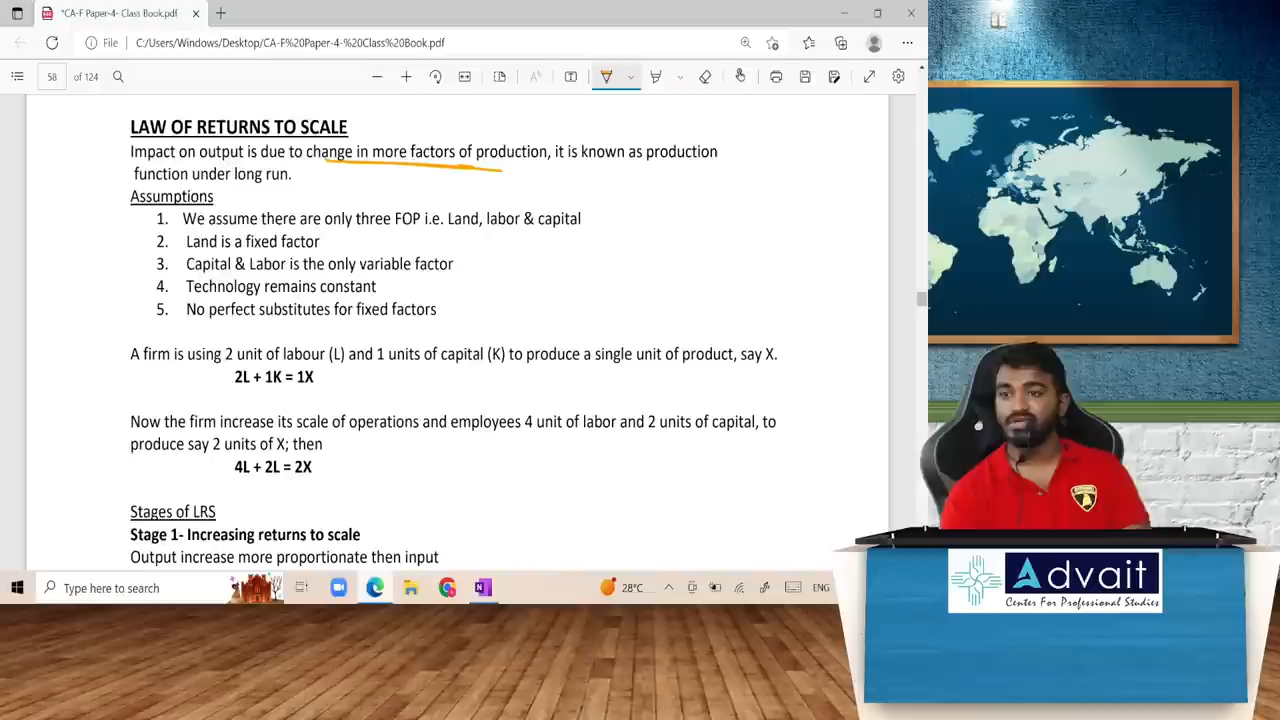 *CA-F Paper-4- Class Book.pdf
File
C:/Users/Windows/Desktop/CA-F%20Paper-4-%20Class%20Book.pdf
58 of 124
LAW OF RETURNS TO SCALE
Impact on output is due to change in more factors of production, it is known as production
function under long run.
Assumptions
1. We assume there are only three FOP i.e. Land, labor & capital
2. Land is a fixed factor
3. Capital & Labor is the only variable factor
4. Technology remains constant
5. No perfect substitutes for fixed factors
A firm is using 2 unit of labour (L) and 1 units of capital (K) to produce a single unit of product, say X.
2L + 1K = 1X
Now the firm increase its scale of operations and employees 4 unit of labor and 2 units of capital, to
produce say 2 units of X; then
4L + 2L = 2X
Stages of LRS
Stage 1- Increasing returns to scale
Output increase more proportionate then input
Type here to search
28°C
ENG
Advait
Center For Professional Studies